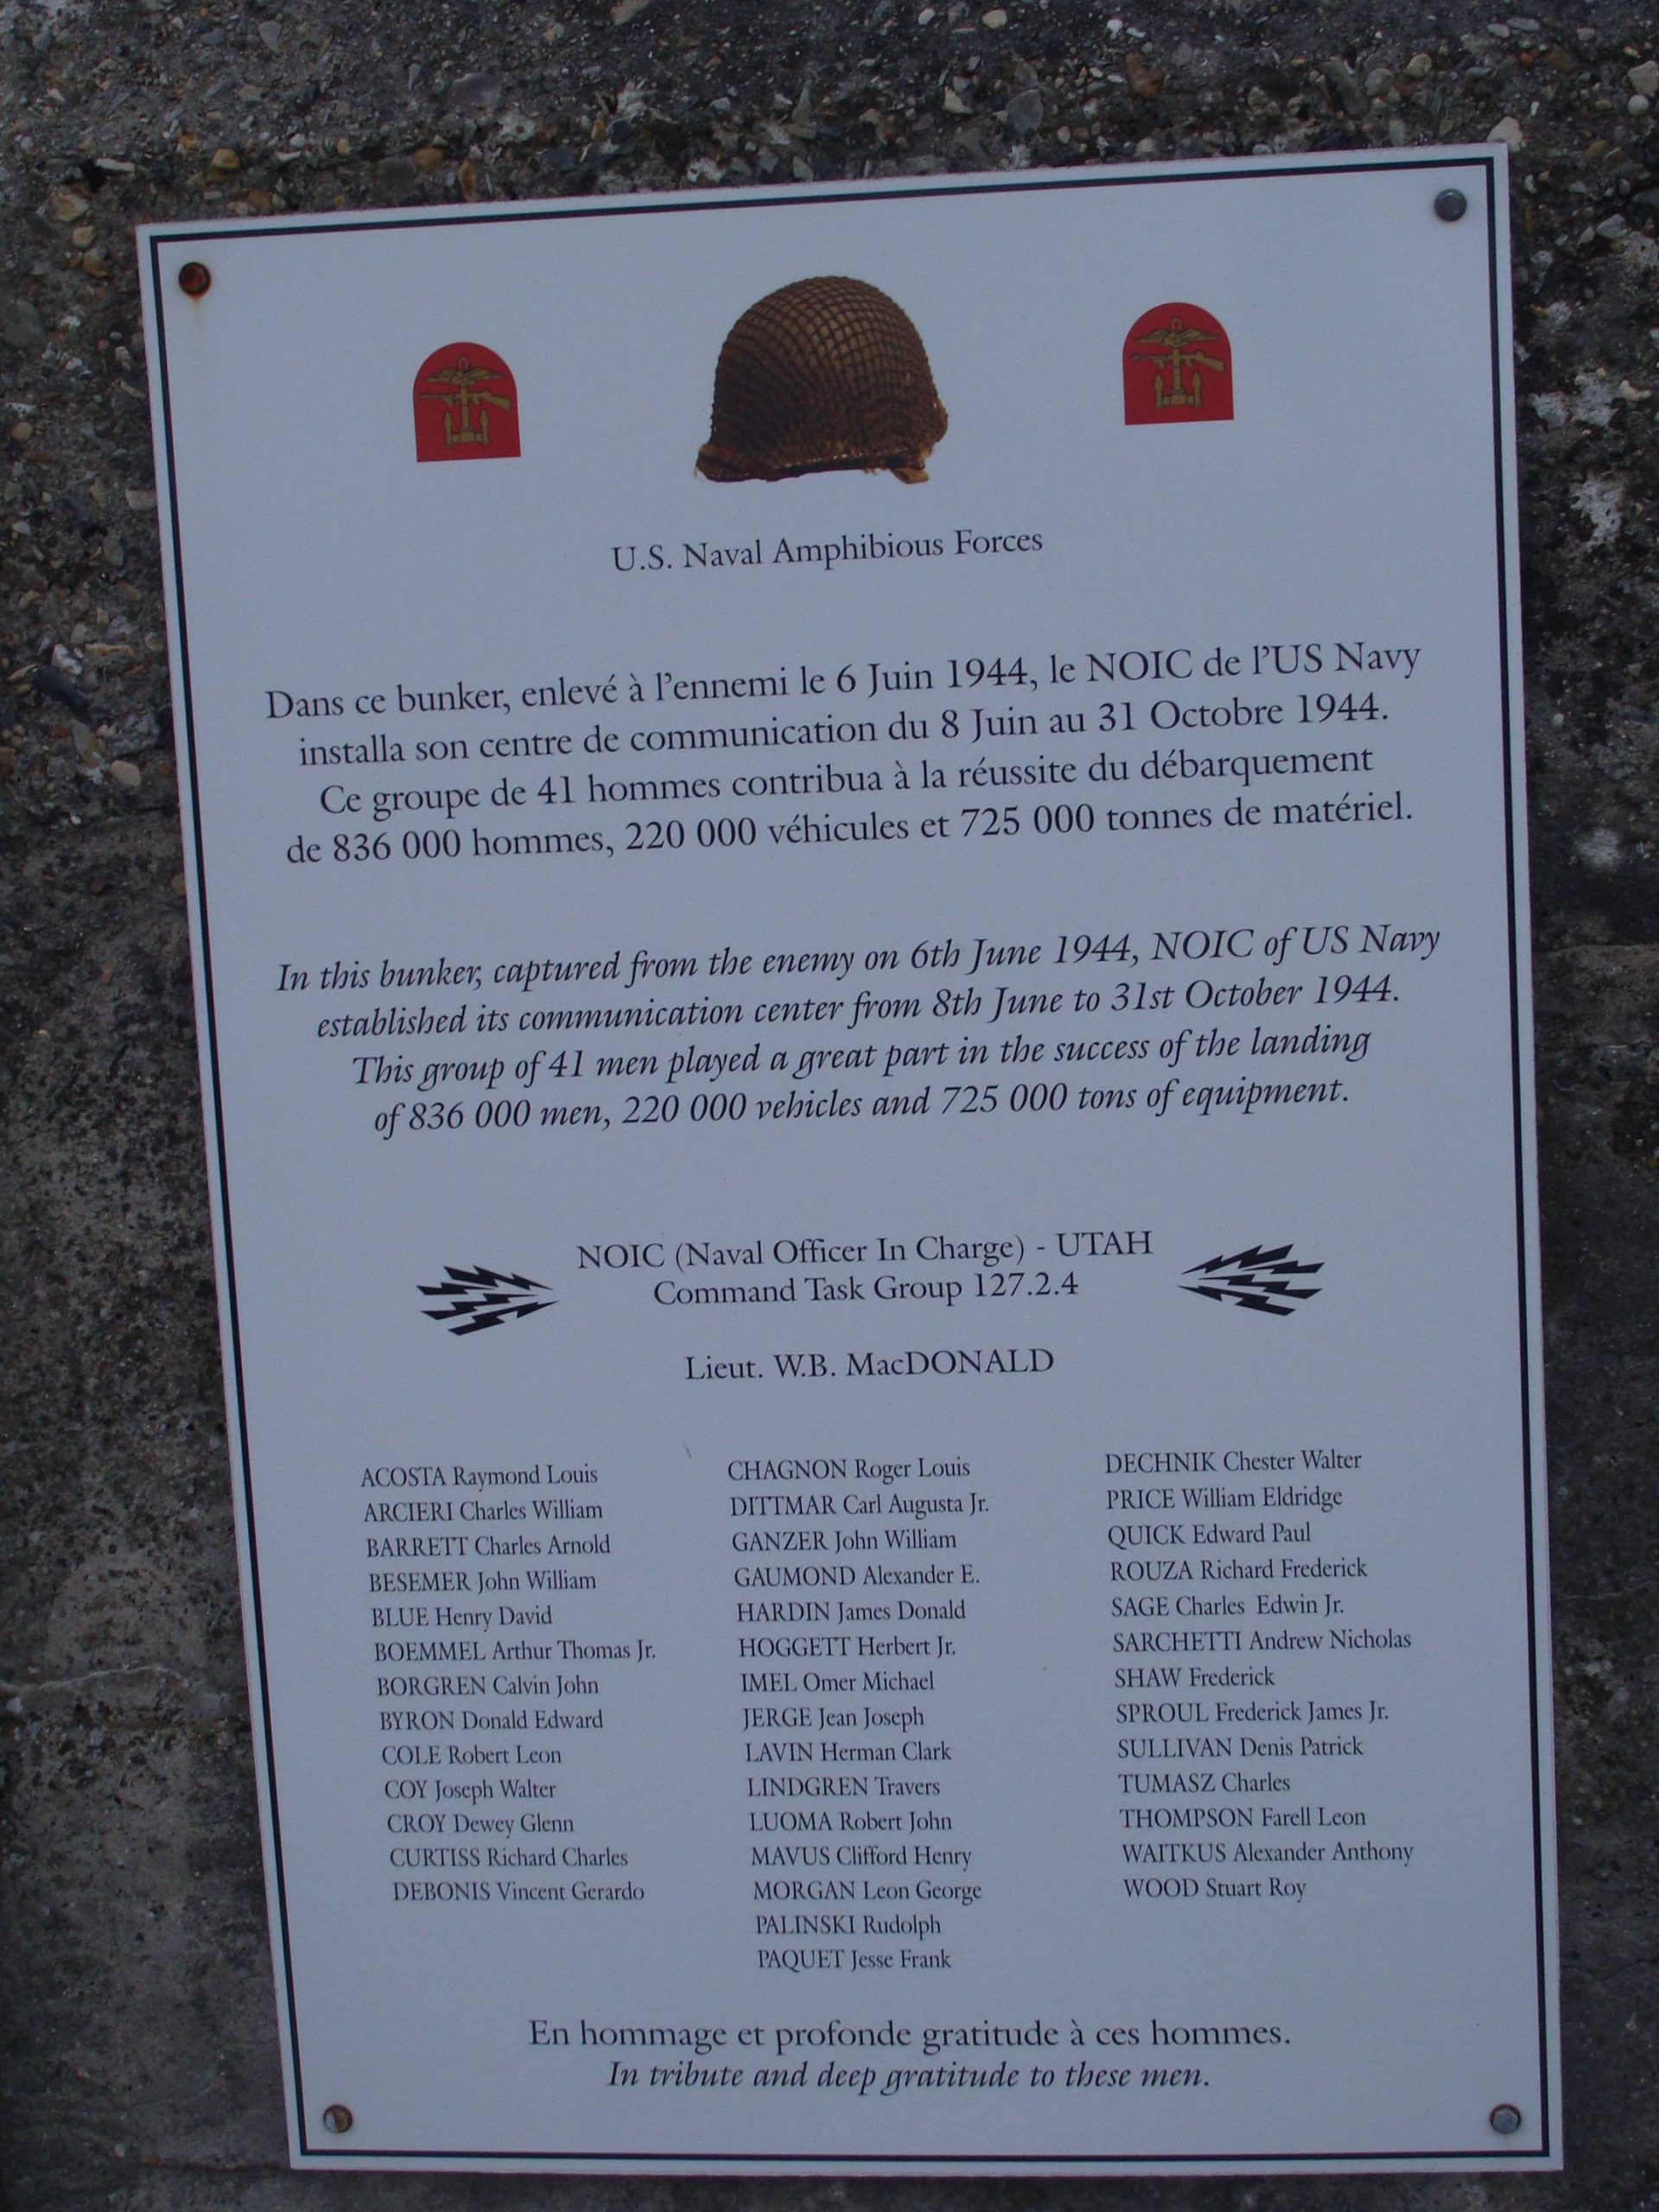 U.S. Naval Amphibious Forces
Dans ce bunker, enlevé à l'ennemi le 6 Juin 1944, le NOIC de l'US Navy
installa son centre de communication du 8 Juin au 31 Octobre 1944.
Ce groupe de 41 hommes contribua à la réussite du débarquement
de 836 000 hommes, 220 000 véhicules et 725 000 tonnes de matériel.
In this bunker, captured from the enemy on 6th June 1944, NOIC of US Navy
established its communication center from 8th June to 31st October 1944.
This group of 41 men played a great part in the success of the landing
of 836 000 men, 220 000 vehicles and 725 000 tons of equipment.
NOIC (Naval Officer In Charge) - UTAH
Command Task Group 127.2.4
Lieut. W.B. MacDONALD
ACOSTA Raymond Louis
ARCIERI Charles William
BARRETT Charles Arnold
BESEMER John William
BLUE Henry David
BOEMMEL Arthur Thomas Jr.
BORGREN Calvin John
BYRON Donald Edward
COLE Robert Leon
COY Joseph Walter
CROY Dewey Glenn
CURTISS Richard Charles
DEBONIS Vincent Gerardo
CHAGNON Roger Louis
DITTMAR Carl Augusta Jr.
GANZER John William
GAUMOND Alexander E.
HARDIN James Donald
HOGGETT Herbert Jr.
IMEL Omer Michael
JERGE Jean Joseph
LAVIN Herman Clark
LINDGREN Travers
LUOMA Robert John
MAVUS Clifford Henry
MORGAN Leon George
PALINSKI Rudolph
PAQUET Jesse Frank
DECHNIK Chester Walter
PRICE William Eldridge
QUICK Edward Paul
ROUZA Richard Frederick
SAGE Charles Edwin Jr.
SARCHETTI Andrew Nicholas
SHAW Frederick
SPROUL Frederick James Jr.
SULLIVAN Denis Patrick
TUMASZ Charles
THOMPSON Farell Leon
WAITKUS Alexander Anthony
WOOD Stuart Roy
En hommage et profonde gratitude à ces hommes.
In tribute and deep gratitude to these men.